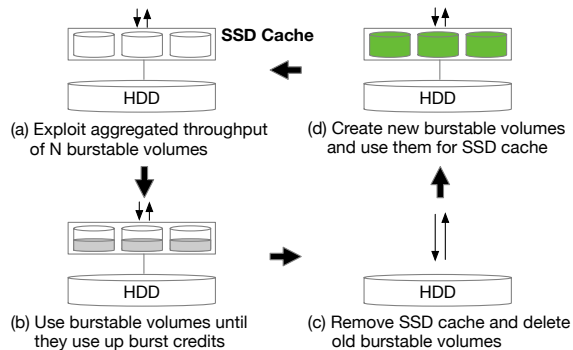 SSD Cache
HDD
HDD
(a) Exploit aggregated throughput
of N burstable volumes
(d) Create new burstable volumes
and use them for SSD cache
HDD
HDD
(b) Use burstable volumes until
they use up burst credits
(c) Remove SSD cache and delete
old burstable volumes